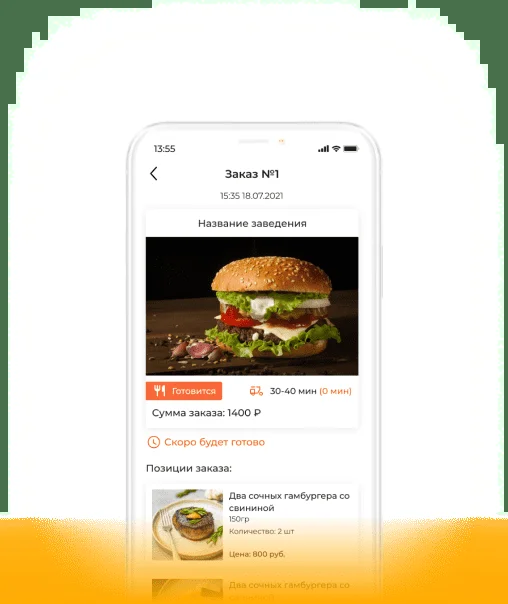 13:55
Заказ №1
15:35 18.07.2021
Название заведения
Готовится
30-40 мин (0 мин)
Сумма заказа: 1400 ₽
Скоро будет готово
Позиции заказа:
Два сочных гамбургера со
свининой
150гр
Количество: 2 шт
Цена: 800 руб.
Два сочных гамбургера со